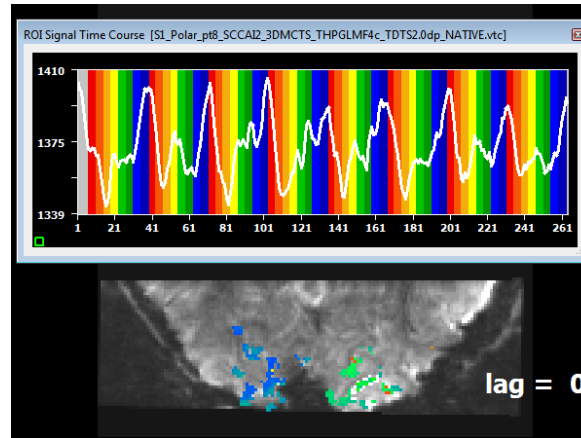 ROI Signal Time Course [S1_Polar_pt8_SCCAI2_3DMCTS_THPGLMF4c_TDTS2.0dp_NATIVE.vtc]
1410
1375
1339
1 21 41 61 81 101 121 141 161 181 201 221 241 261
lag = 0